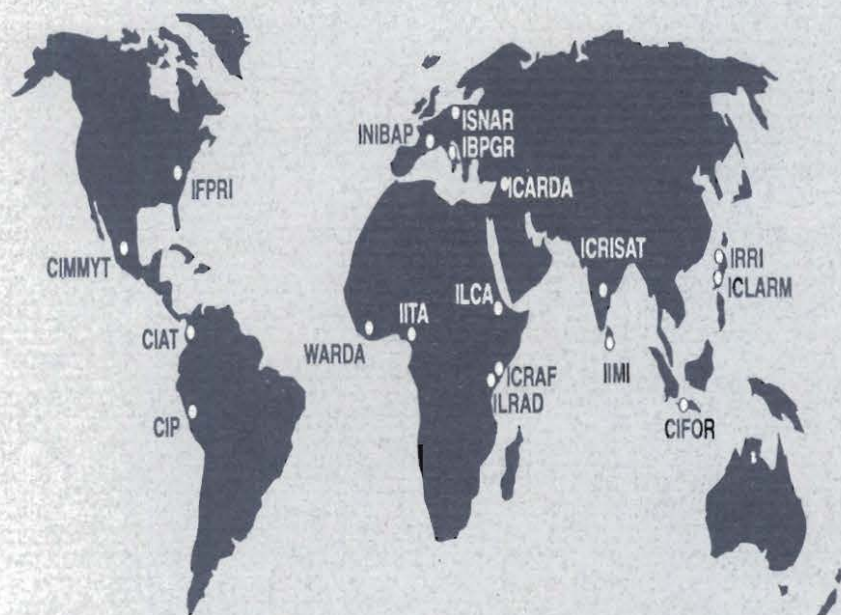 ISNAR
INIBAP
IBPGR
IFPRI
ICARDA
ICRISAT
CIMMYT
IRRI
ICLARM
ILCA
IITA
CIAT
WARDA
IIMI
ICRAF
ILRAD
CIP
CIFOR